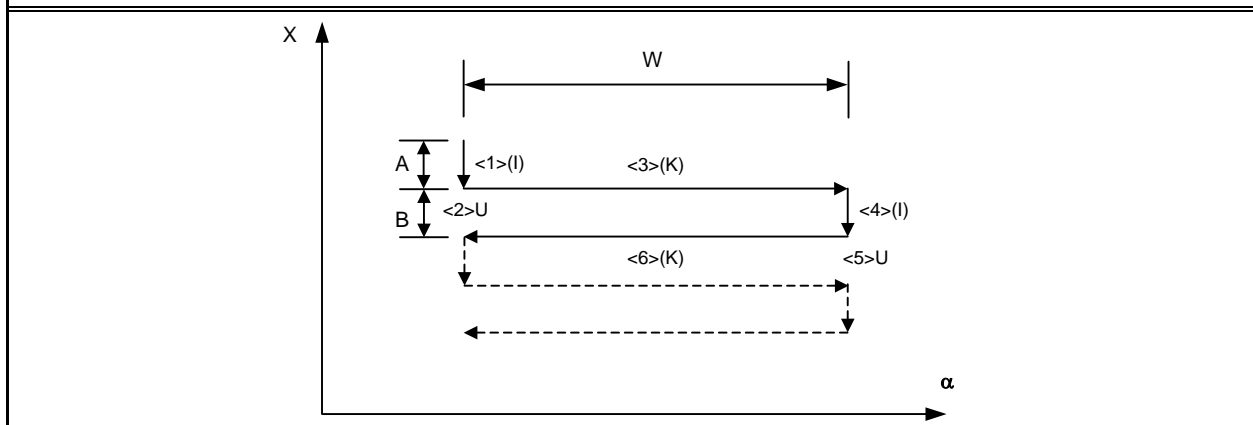 X
W
A <1>(I) <3>(K)
B <2>U <4>(I)
<6>(K) <5>U
α